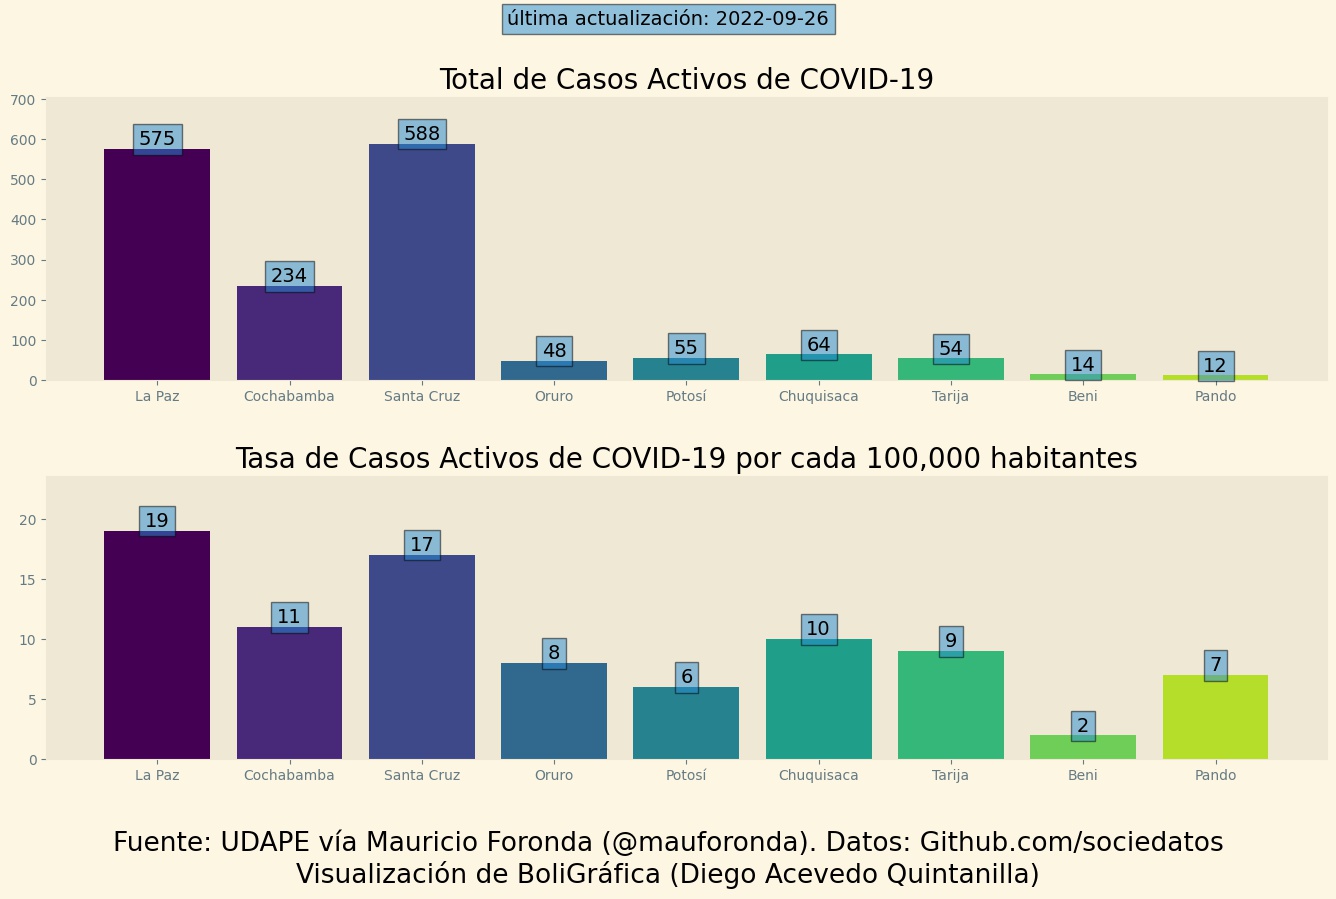 última actualización: 2022-09-26
Total de Casos Activos de COVID-19
700
600
500
400
300
200
100
0
575
234
588
48
55
64
54
14
12
La Paz
Cochabamba
Santa Cruz
Oruro
Potosí
Chuquisaca
Tarija
Beni
Pando
Tasa de Casos Activos de COVID-19 por cada 100,000 habitantes
20
15
10
5
0
19
11
17
8
6
10
9
2
7
La Paz
Cochabamba
Santa Cruz
Oruro
Potosí
Chuquisaca
Tarija
Beni
Pando
Fuente: UDAPE vía Mauricio Foronda (@mauforonda). Datos: Github.com/sociedatos
Visualización de BoliGráfica (Diego Acevedo Quintanilla)